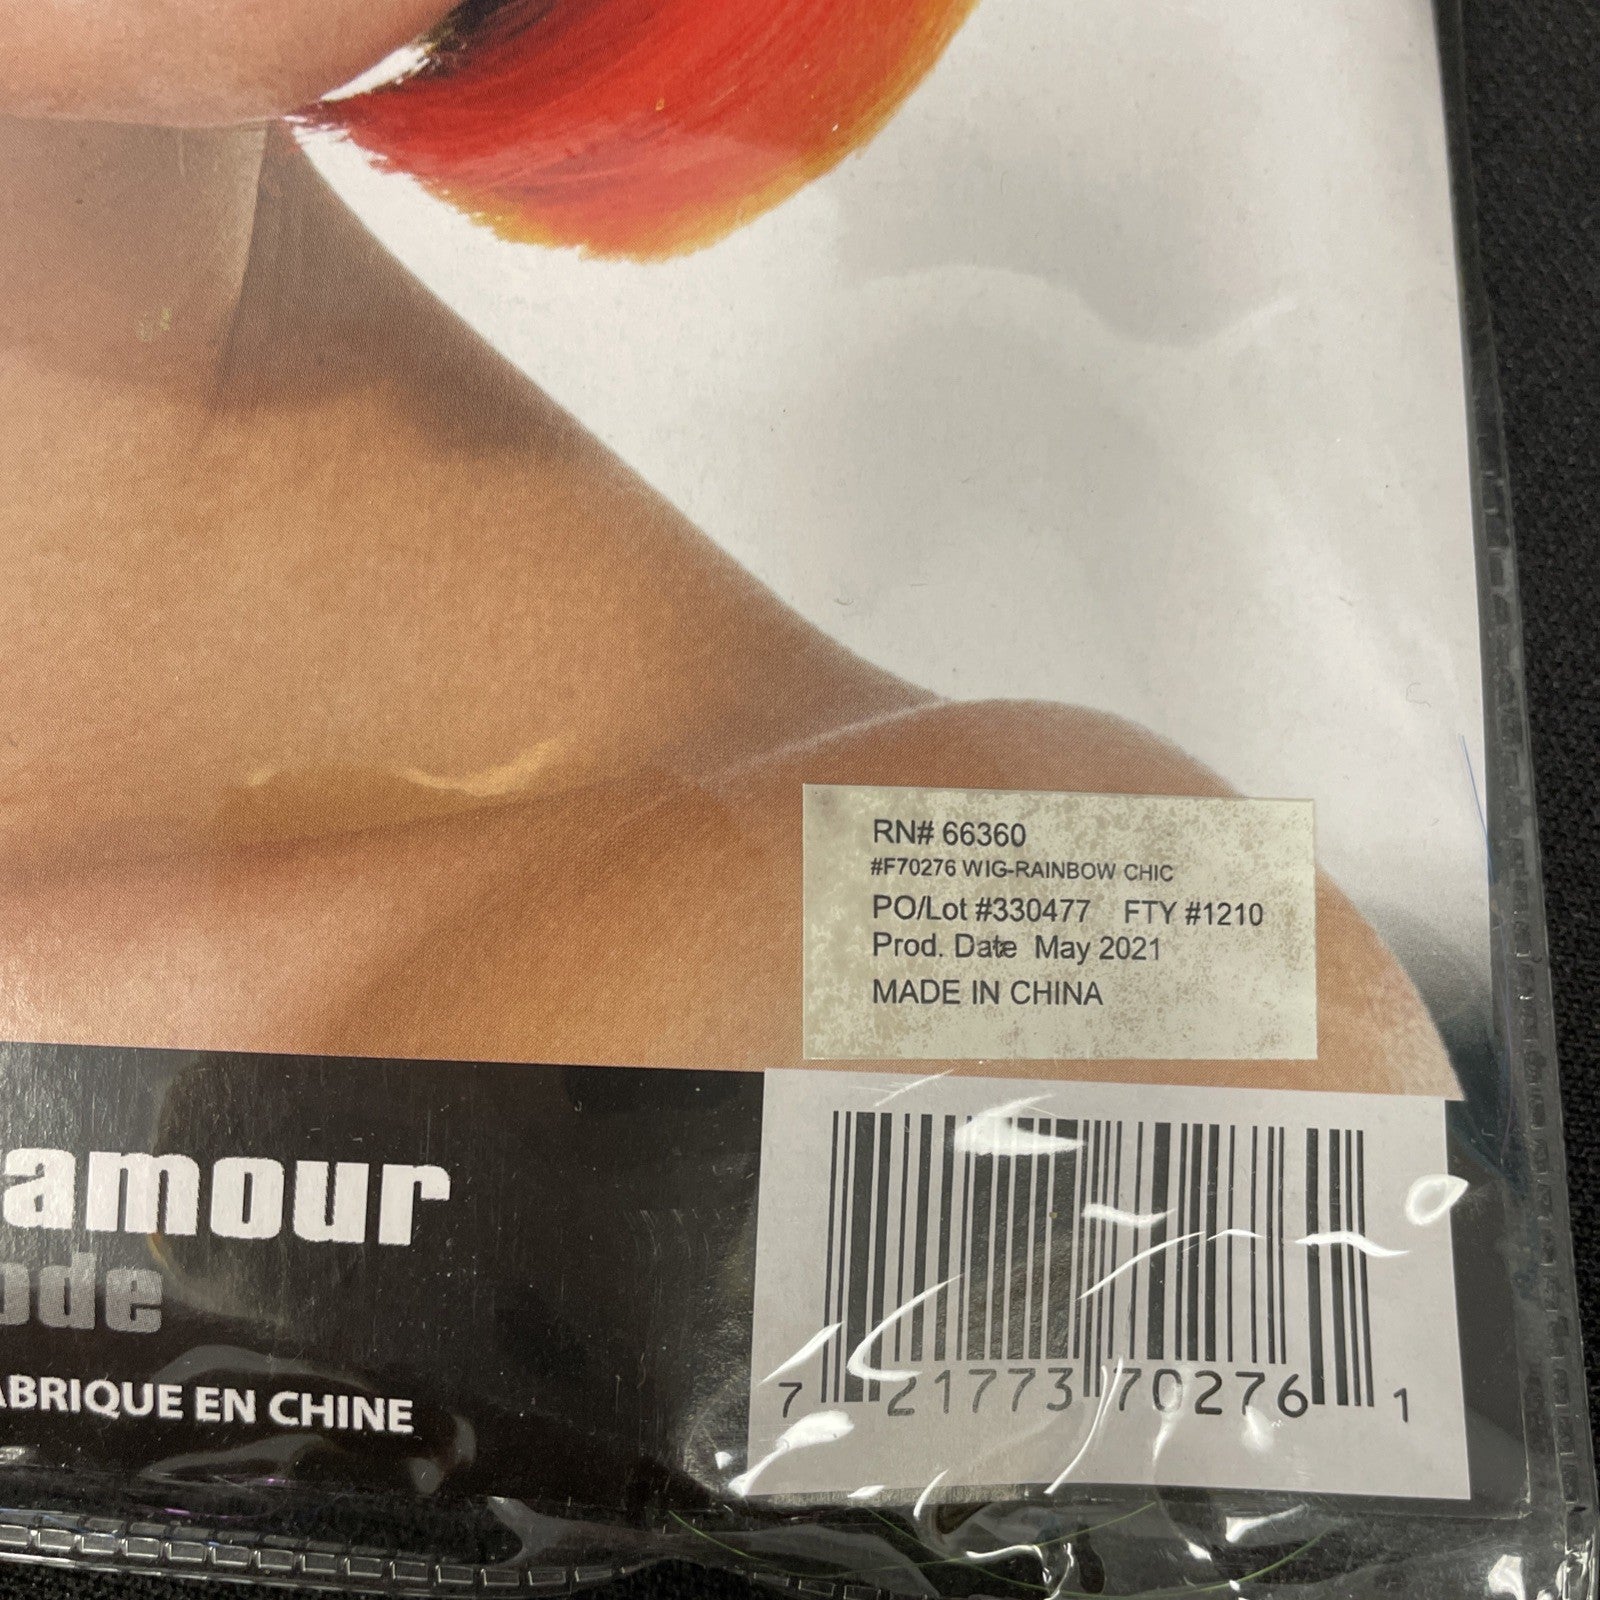 RN# 66360
#F70276 WIG-RAINBOW CHIC
PO/Lot #330477 FTY #1210
Prod. Date May 2021
MADE IN CHINA
amour
ode
ABRIQUE EN CHINE
7 21773 70276 1